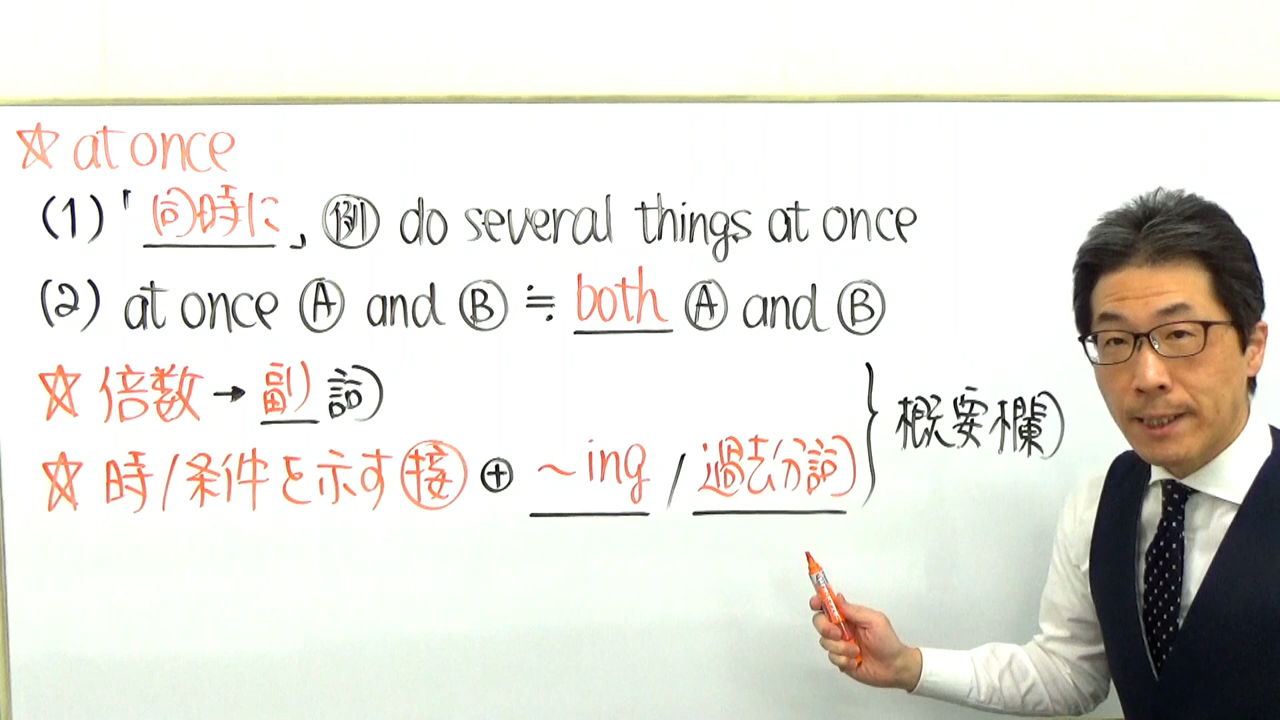 ☆ at once
(1)「同時に」 ㊋ do several things at once
(2) at once Ⓐ and Ⓑ ≒ both Ⓐ and Ⓑ
☆ 倍数→副詞
☆ 時/条件を示す接 ⊕ ~ing / 過去分詞
概要欄